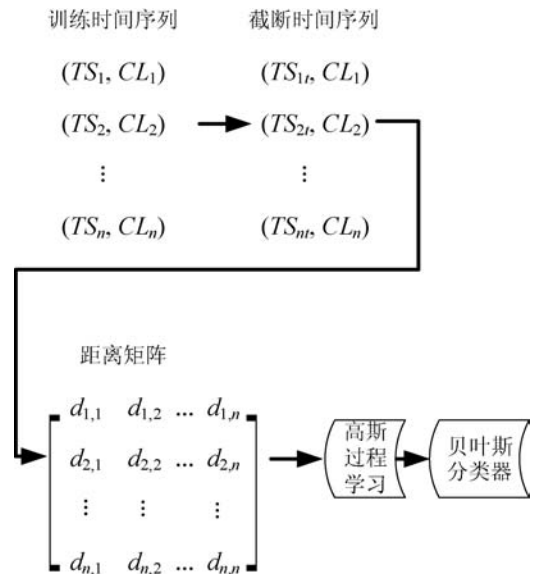 训练时间序列 截断时间序列
(TS₁, CL₁) (TS₁ₜ, CL₁)
(TS₂, CL₂) (TS₂ₜ, CL₂)
⋮ ⋮
(TSₙ, CLₙ) (TSₙₜ, CLₙ)
距离矩阵
d₁,₁ d₁,₂ ... d₁,ₙ
d₂,₁ d₂,₂ ... d₂,ₙ
⋮ ⋮ ⋮
dₙ,₁ dₙ,₂ ... dₙ,ₙ
高斯
过程
学习
贝叶斯
分类器